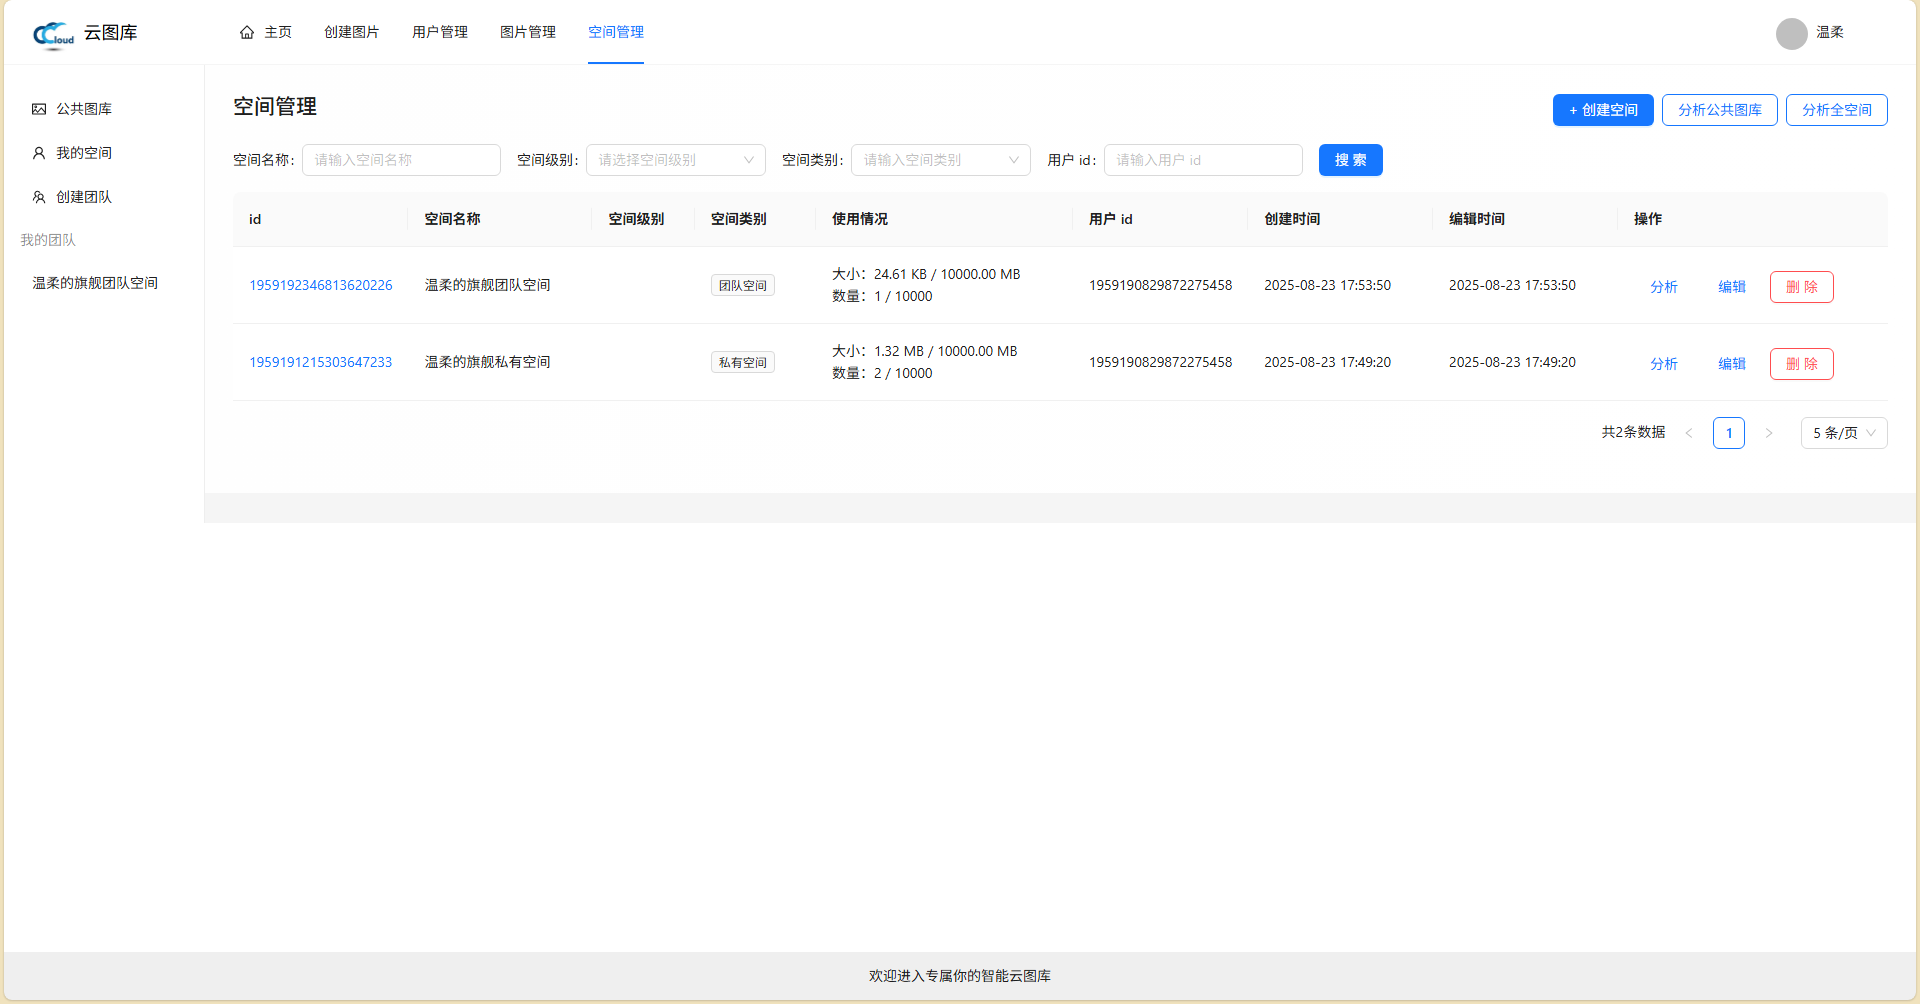 Cloud 云图库
主页 创建图片 用户管理 图片管理 空间管理
温柔
公共图库
我的空间
创建团队
我的团队
温柔的旗舰团队空间
空间管理
+ 创建空间 分析公共图库 分析全空间
空间名称: 请输入空间名称 空间级别: 请选择空间级别 空间类别: 请输入空间类别 用户 id: 请输入用户 id 搜 索
id 空间名称 空间级别 空间类别 使用情况 用户 id 创建时间 编辑时间 操作
1959192346813620226 温柔的旗舰团队空间 团队空间 大小：24.61 KB / 10000.00 MB
数量：1 / 10000
1959190829872275458 2025-08-23 17:53:50 2025-08-23 17:53:50 分析 编辑 删 除
1959191215303647233 温柔的旗舰私有空间 私有空间 大小：1.32 MB / 10000.00 MB
数量：2 / 10000
1959190829872275458 2025-08-23 17:49:20 2025-08-23 17:49:20 分析 编辑 删 除
共2条数据 < 1 > 5 条/页
欢迎进入专属你的智能云图库